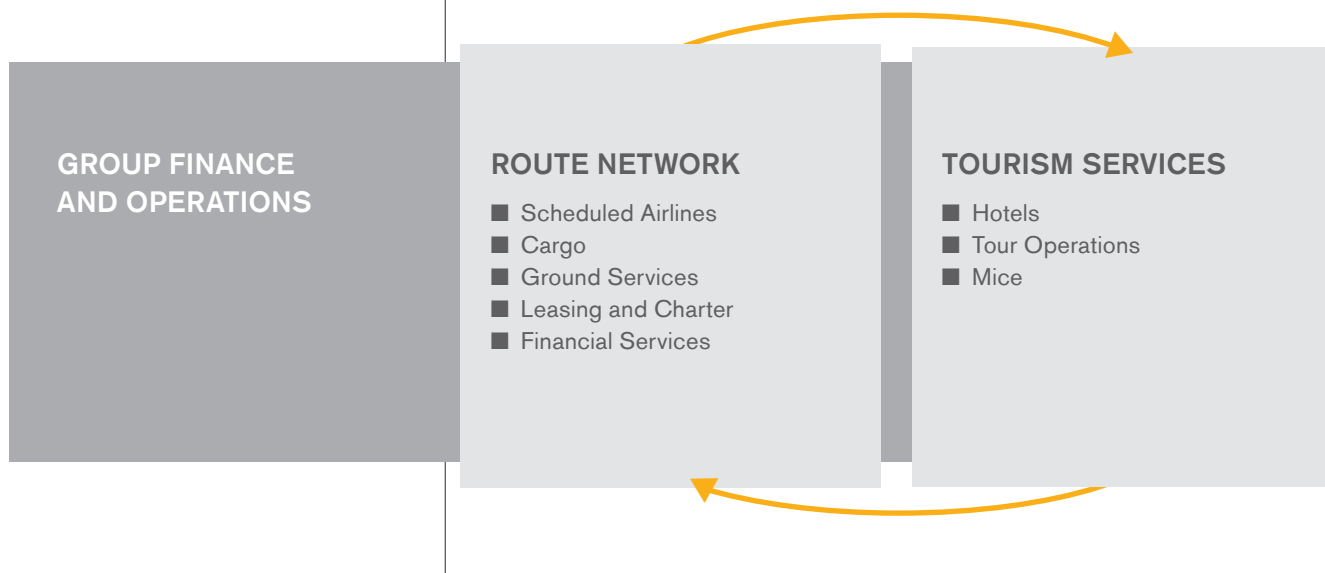 GROUP FINANCE
AND OPERATIONS
ROUTE NETWORK
■ Scheduled Airlines
■ Cargo
■ Ground Services
■ Leasing and Charter
■ Financial Services
TOURISM SERVICES
■ Hotels
■ Tour Operations
■ Mice